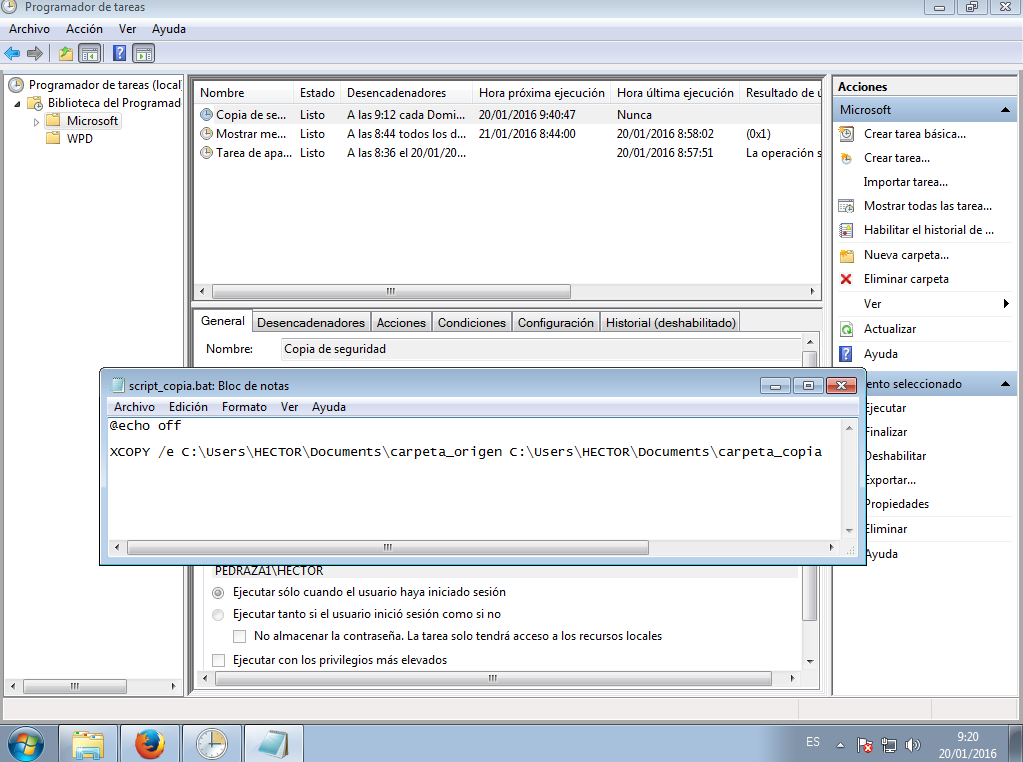 Programador de tareas
Archivo Acción Ver Ayuda
Programador de tareas (local)
Biblioteca del Programad
Microsoft
WPD
Nombre Estado Desencadenadores Hora próxima ejecución Hora última ejecución Resultado de ú
Copia de se... Listo A las 9:12 cada Domi... 20/01/2016 9:40:47 Nunca
Mostrar me... Listo A las 8:44 todos los d... 21/01/2016 8:44:00 20/01/2016 8:58:02 (0x1)
Tarea de apa... Listo A las 8:36 el 20/01/20... 20/01/2016 8:57:51 La operación s
General Desencadenadores Acciones Condiciones Configuración Historial (deshabilitado)
Nombre: Copia de seguridad
script_copia.bat: Bloc de notas
Archivo Edición Formato Ver Ayuda
@echo off
XCOPY /e C:\Users\HECTOR\Documents\carpeta_origen C:\Users\HECTOR\Documents\carpeta_copia
PEDRAZA1\HECTOR
Ejecutar sólo cuando el usuario haya iniciado sesión
Ejecutar tanto si el usuario inició sesión como si no
No almacenar la contraseña. La tarea solo tendrá acceso a los recursos locales
Ejecutar con los privilegios más elevados
Acciones
Microsoft
Crear tarea básica...
Crear tarea...
Importar tarea...
Mostrar todas las tarea...
Habilitar el historial de ...
Nueva carpeta...
Eliminar carpeta
Ver
Actualizar
Ayuda
ento seleccionado
Ejecutar
Finalizar
Deshabilitar
Exportar...
Propiedades
Eliminar
Ayuda
ES
9:20
20/01/2016